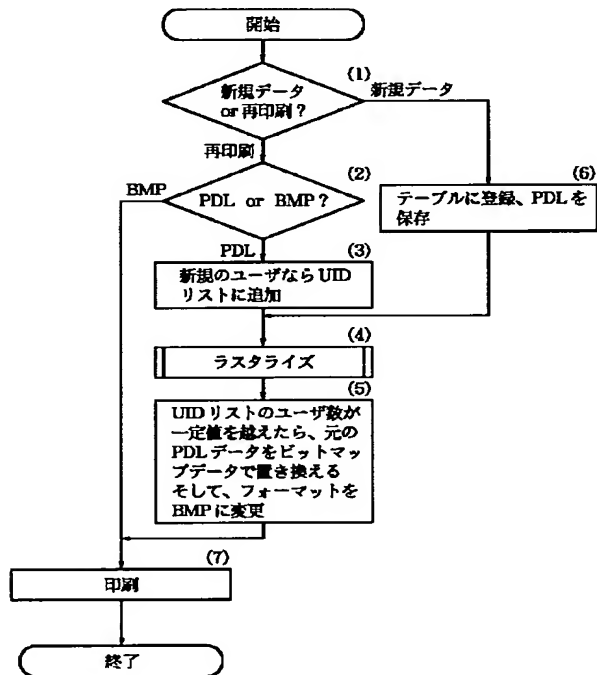 開始
(1)
新規データ
or 再印刷？
新規データ
再印刷
(2)
BMP
PDL or BMP？
(6)
テーブルに登録、PDLを
保存
PDL
(3)
新規のユーザなら UID
リストに追加
(4)
ラスタライズ
(5)
UIDリストのユーザ数が
一定値を越えたら、元の
PDLデータをビットマッ
プデータで置き換える
そして、フォーマットを
BMPに変更
(7)
印刷
終了